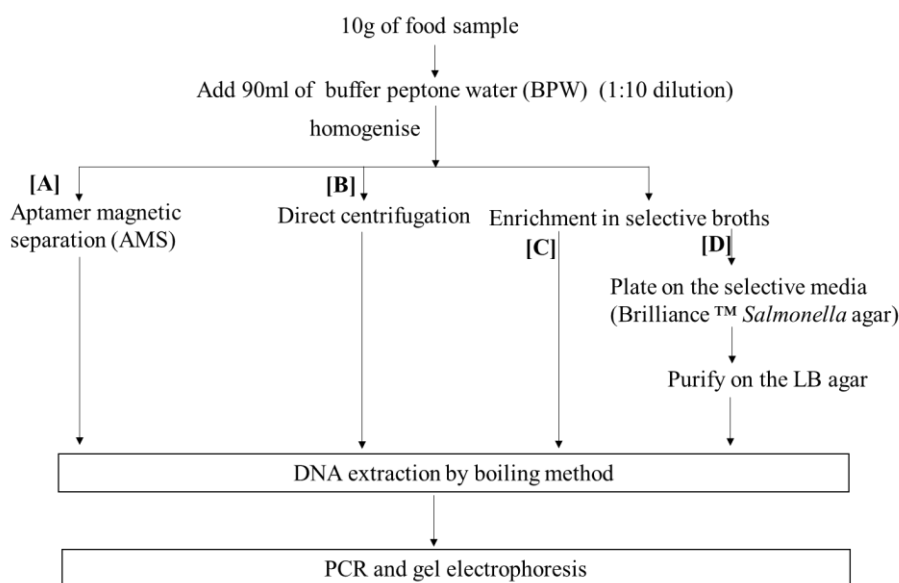 10g of food sample
Add 90ml of buffer peptone water (BPW) (1:10 dilution)
homogenise
[A]
Aptamer magnetic
separation (AMS)
[B]
Direct centrifugation
Enrichment in selective broths
[C]
[D]
Plate on the selective media
(Brilliance ™ Salmonella agar)
Purify on the LB agar
DNA extraction by boiling method
PCR and gel electrophoresis